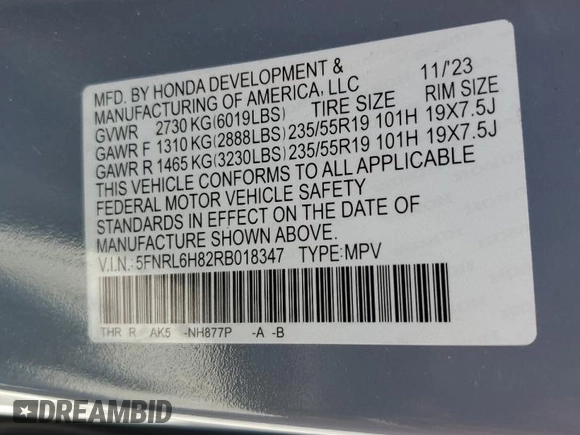 MFD. BY HONDA DEVELOPMENT & 11/'23
MANUFACTURING OF AMERICA, LLC
GVWR 2730 KG(6019LBS) TIRE SIZE RIM SIZE
GAWR F 1310 KG(2888LBS) 235/55R19 101H 19X7.5J
GAWR R 1465 KG(3230LBS) 235/55R19 101H 19X7.5J
THIS VEHICLE CONFORMS TO ALL APPLICABLE
FEDERAL MOTOR VEHICLE SAFETY
STANDARDS IN EFFECT ON THE DATE OF
MANUFACTURE SHOWN ABOVE.
V.I.N.: 5FNRL6H82RB018347 TYPE:MPV
THR R AK5 -NH877P -A -B
DREAMBID